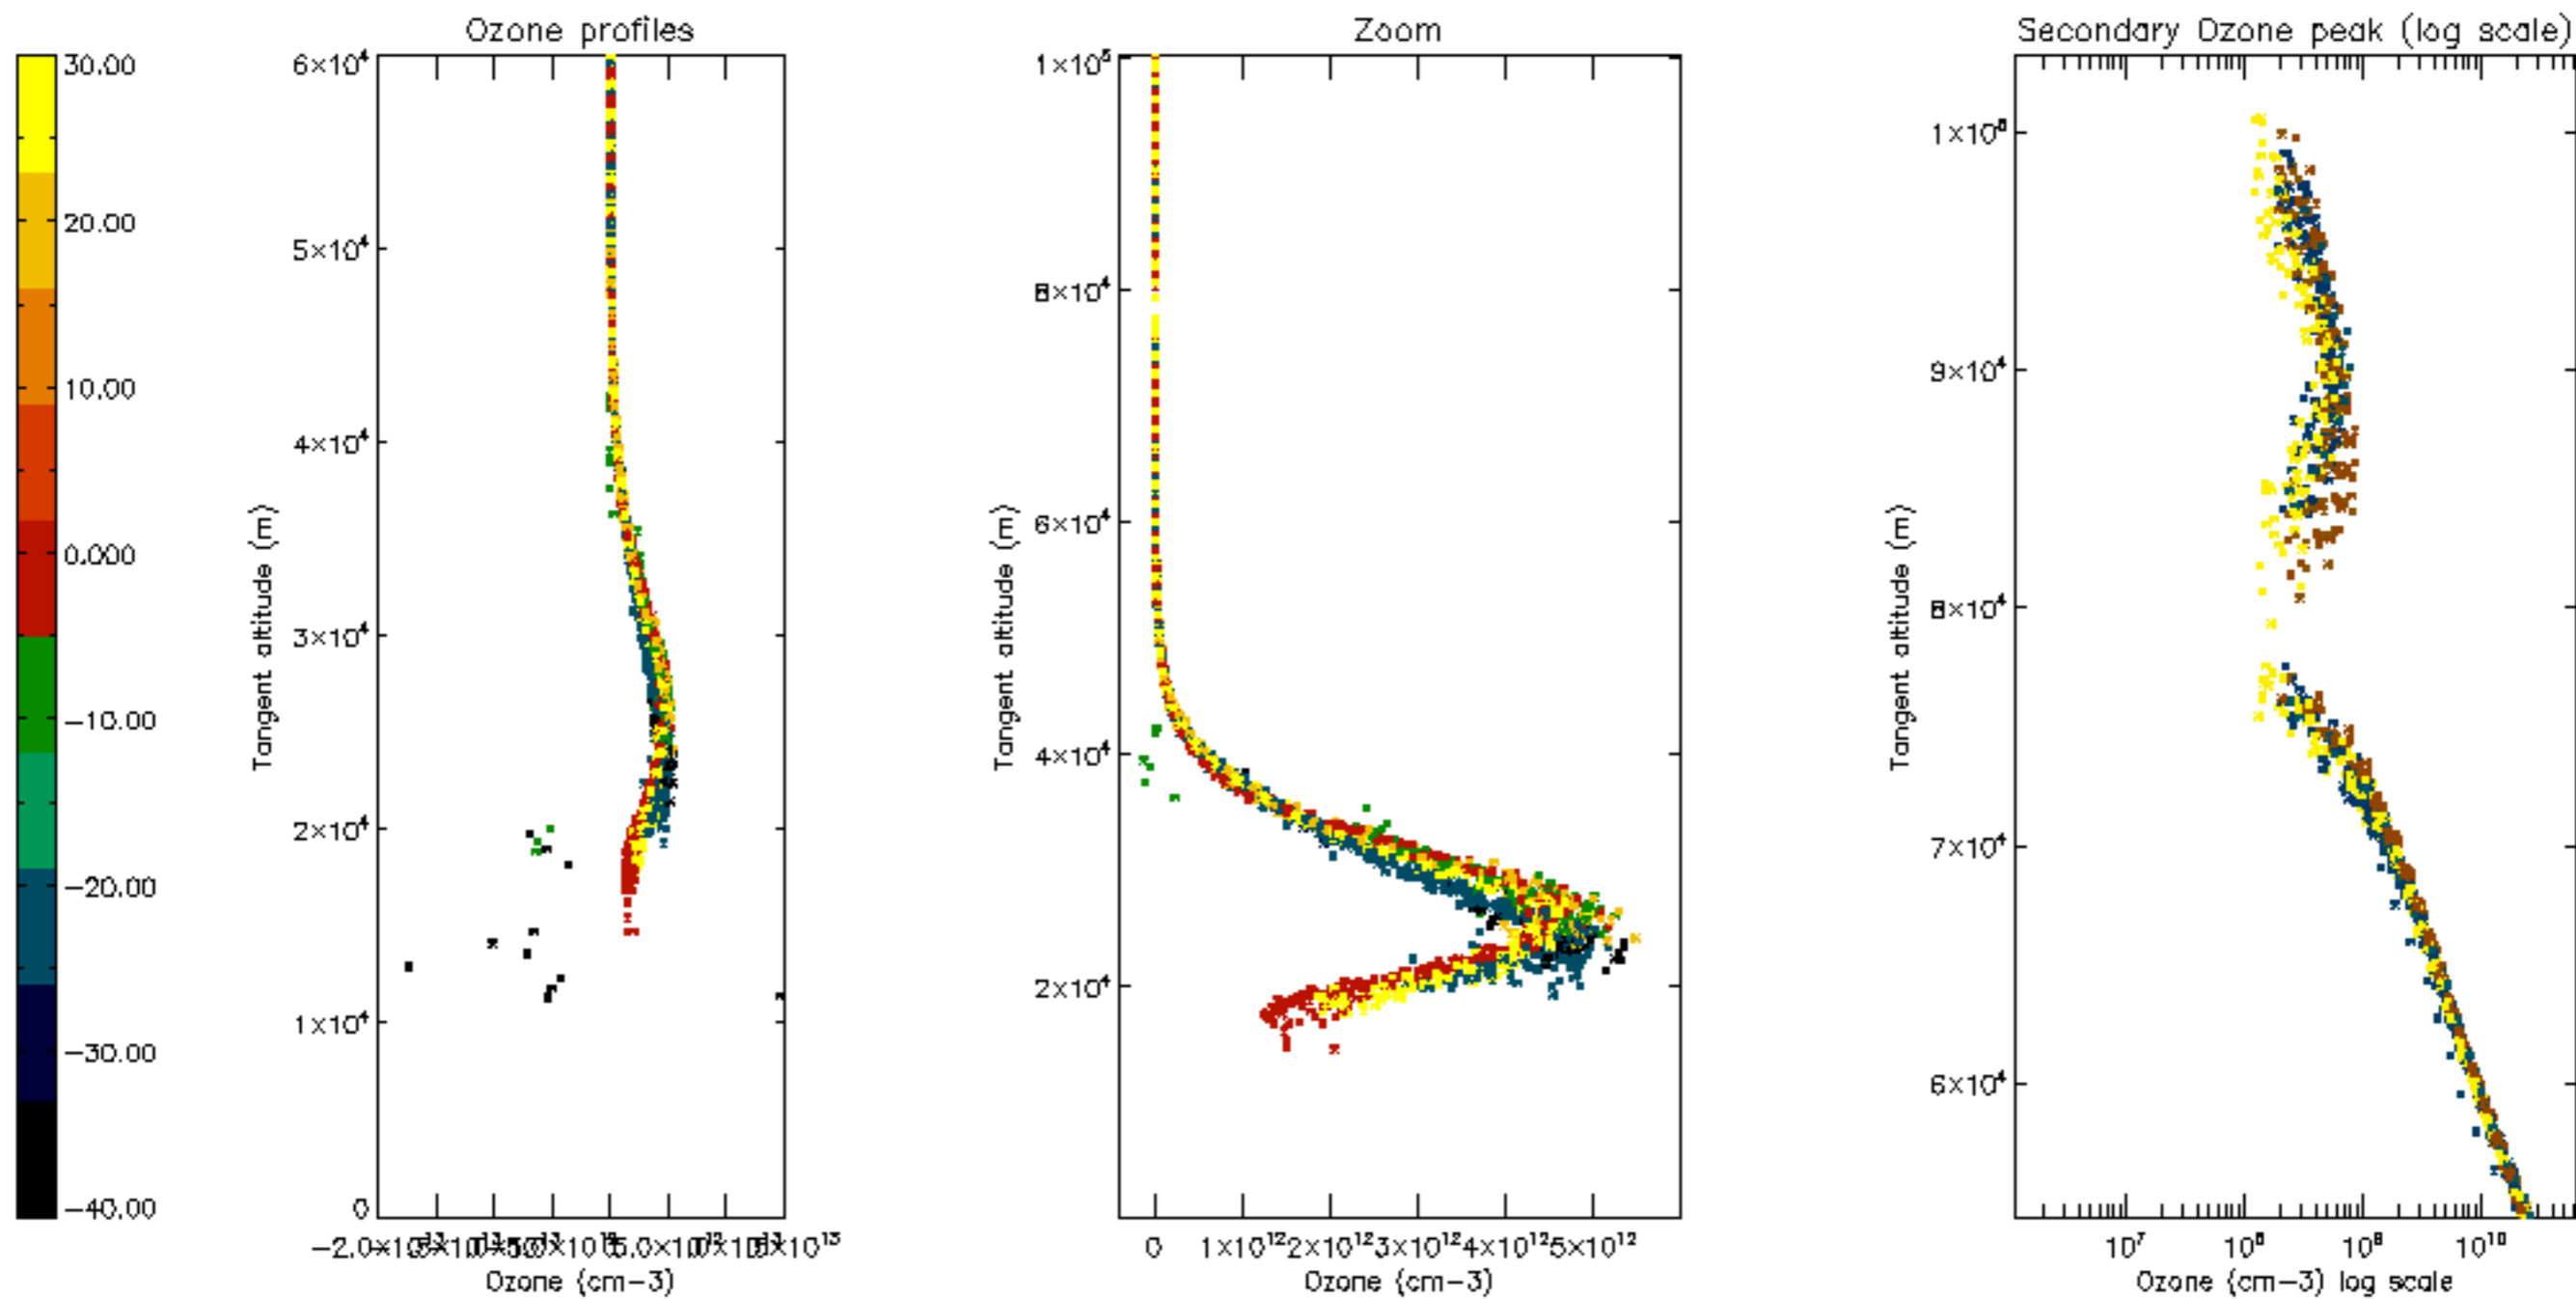 Ozone profiles
Zoom
Secondary Ozone peak (log scale)
30.00
20.00
10.00
0.000
-10.00
-20.00
-30.00
-40.00
6×10⁴
5×10⁴
4×10⁴
3×10⁴
2×10⁴
1×10⁴
0
Tangent altitude (m)
Ozone (cm-3)
1×10⁵
8×10⁴
6×10⁴
4×10⁴
2×10⁴
Tangent altitude (m)
0 1×10¹² 2×10¹² 3×10¹² 4×10¹² 5×10¹²
Ozone (cm-3)
9×10⁴
8×10⁴
7×10⁴
6×10⁴
Tangent altitude (m)
10⁷ 10⁸ 10⁹ 10¹⁰
Ozone (cm-3) log scale